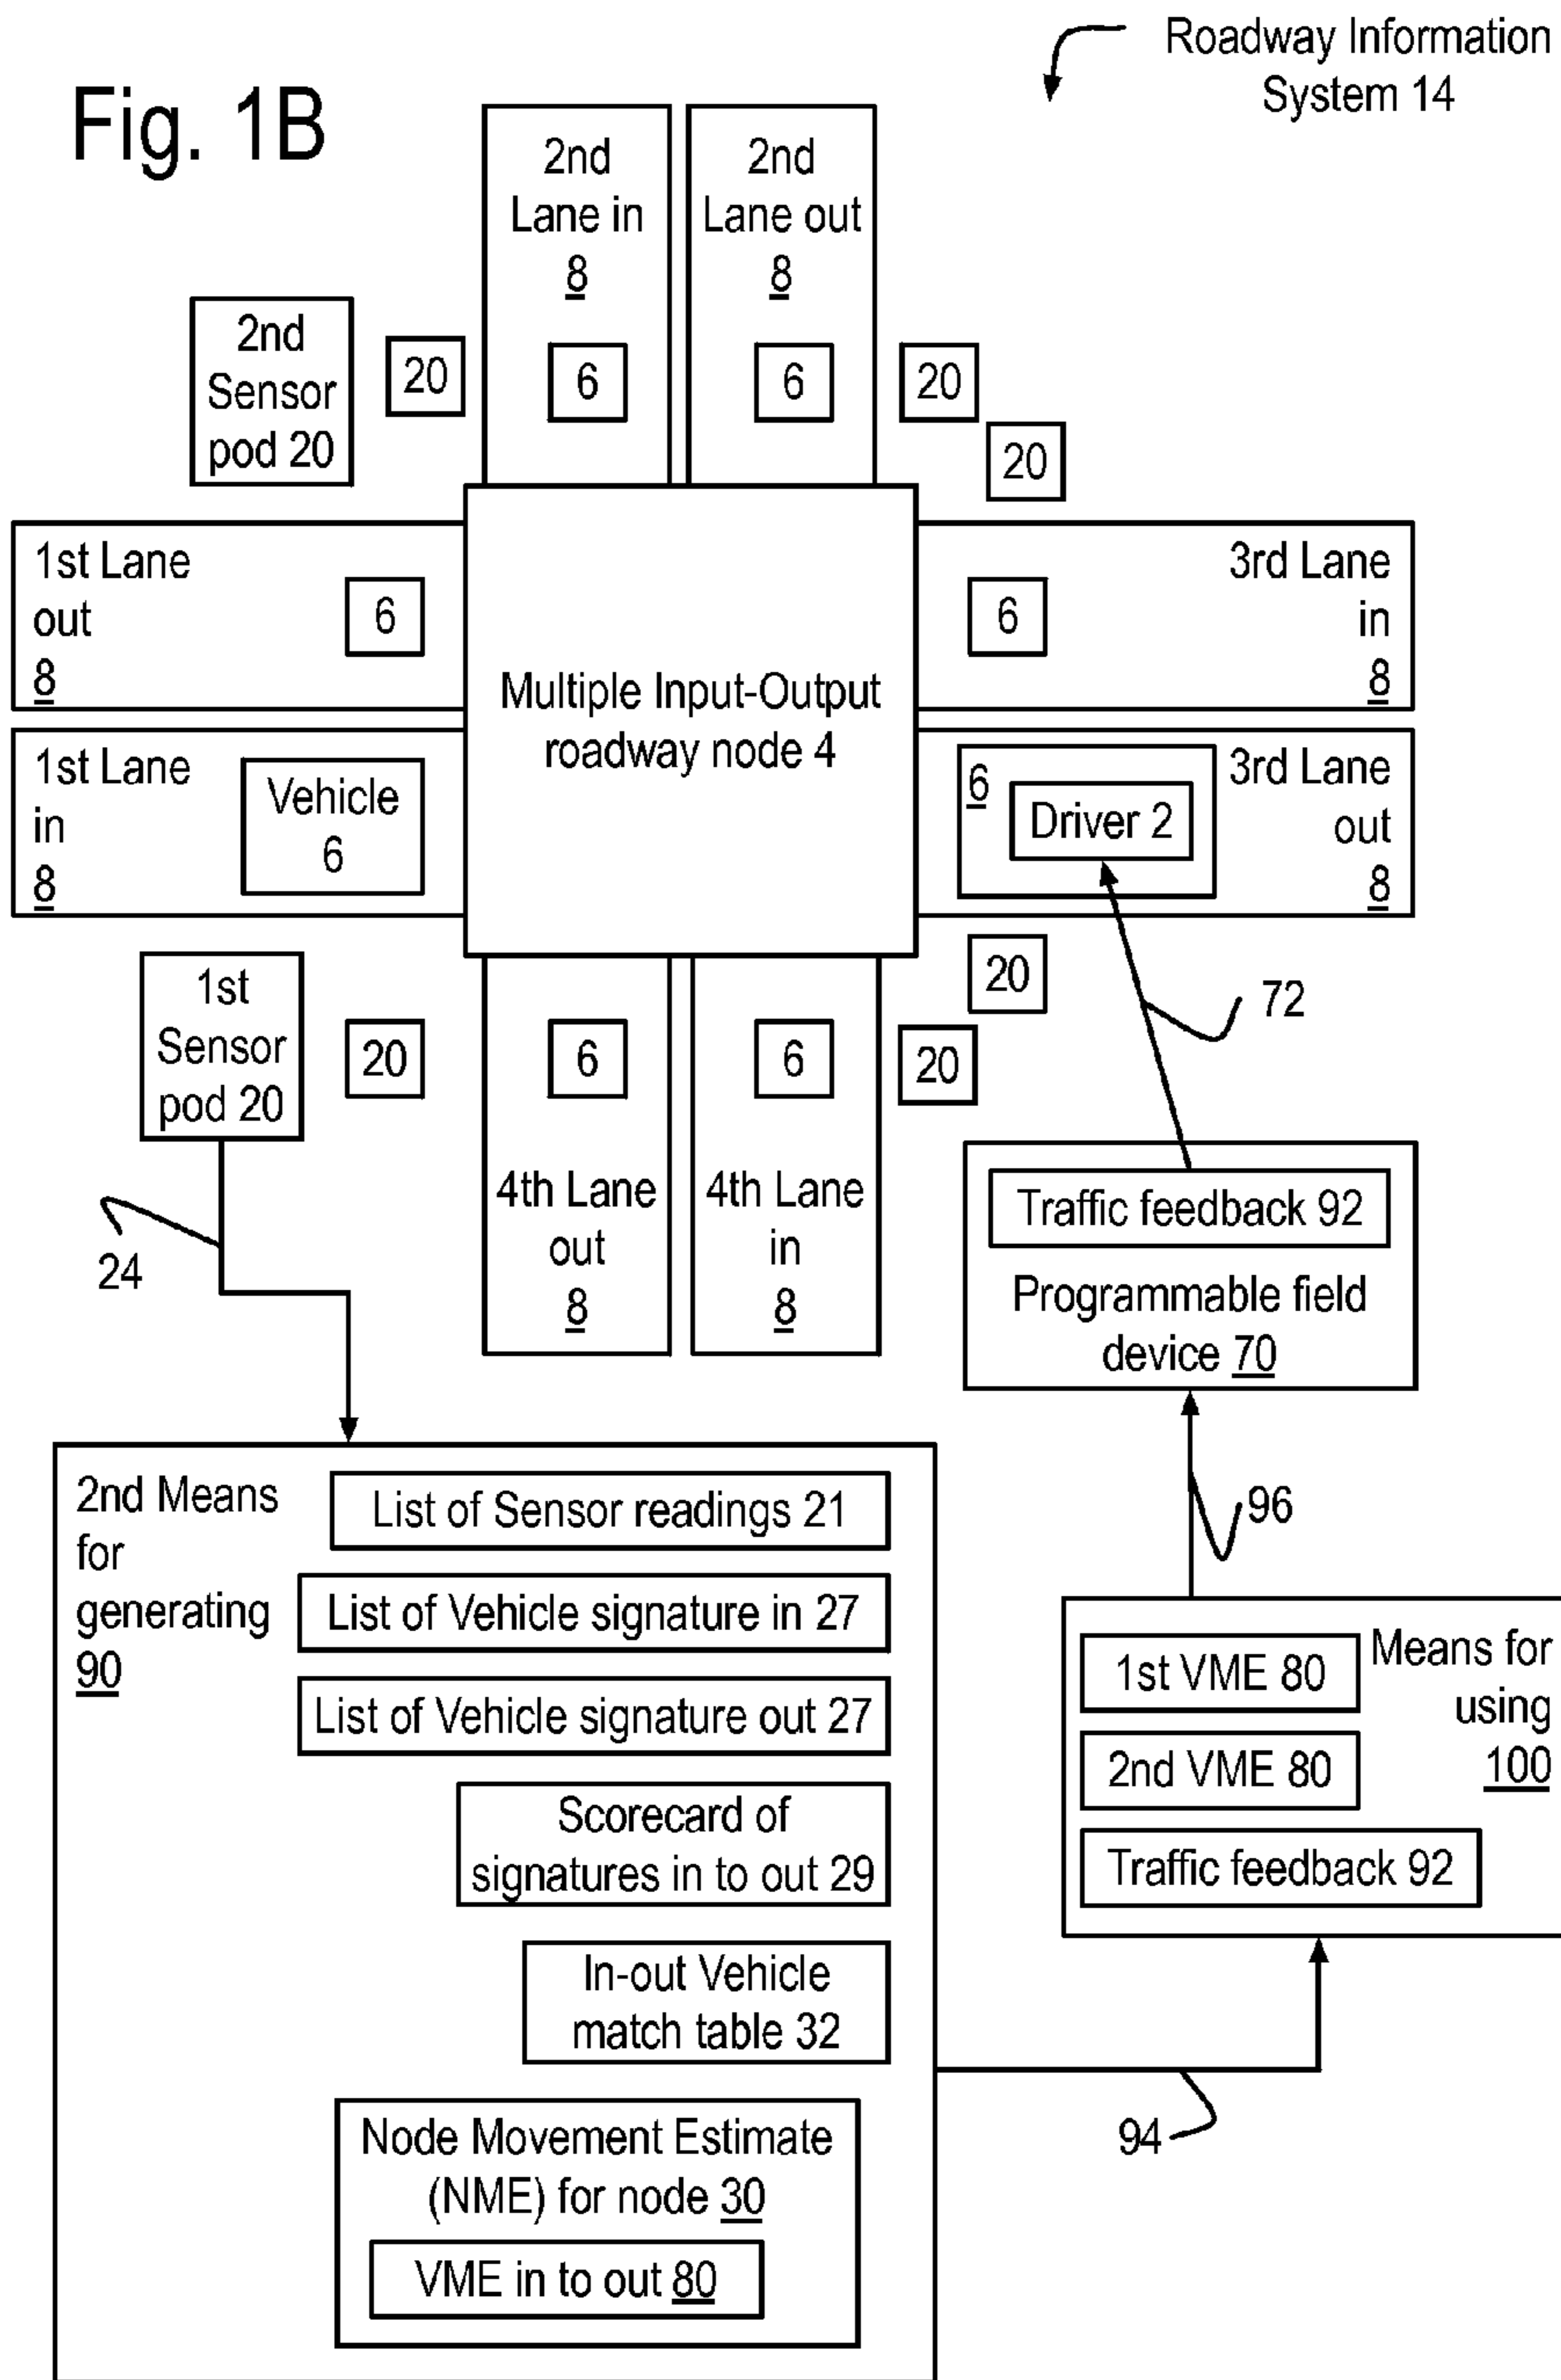 Roadway Information
System 14
Fig. 1B
2nd
Lane in
8
2nd
Lane out
8
2nd
Sensor
pod 20
20
6
6
20
20
1st Lane
out
8
6
Multiple Input-Output
roadway node 4
6
3rd Lane
in
8
1st Lane
in
8
Vehicle
6
6
Driver 2
3rd Lane
out
8
1st
Sensor
pod 20
20
6
6
20
20
72
24
4th Lane
out
8
4th Lane
in
8
Traffic feedback 92
Programmable field
device 70
96
2nd Means
for
generating
90
List of Sensor readings 21
List of Vehicle signature in 27
List of Vehicle signature out 27
Scorecard of
signatures in to out 29
In-out Vehicle
match table 32
Node Movement Estimate
(NME) for node 30
VME in to out 80
1st VME 80
2nd VME 80
Traffic feedback 92
Means for
using
100
94